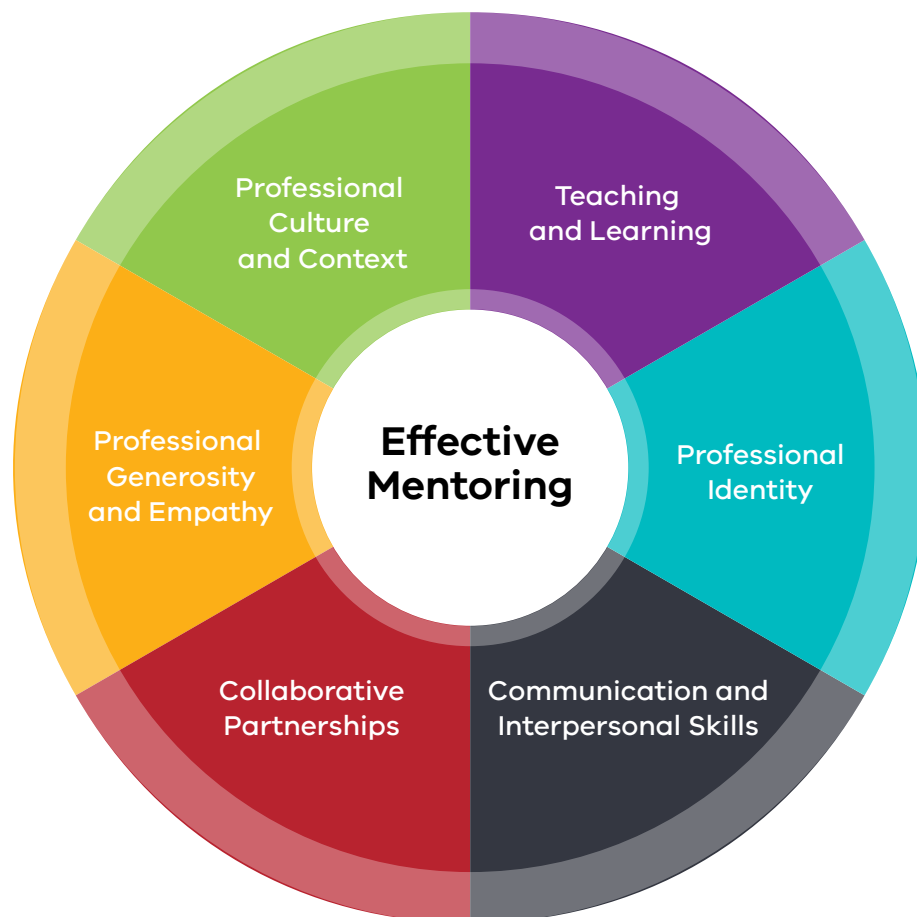 Effective
Mentoring
Teaching
and Learning
Professional
Identity
Communication and
Interpersonal Skills
Collaborative
Partnerships
Professional
Generosity
and Empathy
Professional
Culture
and Context